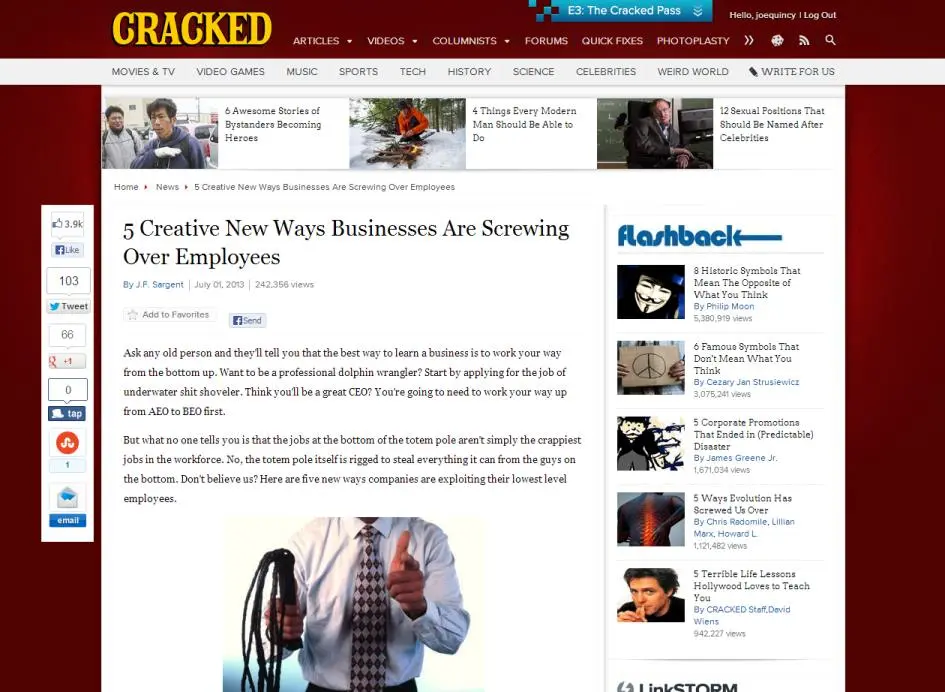 CRACKED
E3: The Cracked Pass
Hello, joequincy | Log Out
ARTICLES
VIDEOS
COLUMNISTS
FORUMS
QUICK FIXES
PHOTOPLASTY
MOVIES & TV
VIDEO GAMES
MUSIC
SPORTS
TECH
HISTORY
SCIENCE
CELEBRITIES
WEIRD WORLD
WRITE FOR US
6 Awesome Stories of
Bystanders Becoming
Heroes
4 Things Every Modern
Man Should Be Able to
Do
12 Sexual Positions That
Should Be Named After
Celebrities
Home
News
5 Creative New Ways Businesses Are Screwing Over Employees
3.9k
Like
103
Tweet
66
+1
0
tap
1
email
5 Creative New Ways Businesses Are Screwing
Over Employees
By J.F. Sargent | July 01, 2013 | 242,356 views
Add to Favorites
Send
Ask any old person and they'll tell you that the best way to learn a business is to work your way
from the bottom up. Want to be a professional dolphin wrangler? Start by applying for the job of
underwater shit shoveler. Think you'll be a great CEO? You're going to need to work your way up
from AEO to BEO first.
But what no one tells you is that the jobs at the bottom of the totem pole aren't simply the crappiest
jobs in the workforce. No, the totem pole itself is rigged to steal everything it can from the guys on
the bottom. Don't believe us? Here are five new ways companies are exploiting their lowest level
employees.
flashback
8 Historic Symbols That
Mean The Opposite of
What You Think
By Philip Moon
5,380,919 views
6 Famous Symbols That
Don't Mean What You
Think
By Cezary Jan Strusiewicz
3,075,241 views
5 Corporate Promotions
That Ended in (Predictable)
Disaster
By James Greene Jr.
1,671,034 views
5 Ways Evolution Has
Screwed Us Over
By Chris Radomile, Lillian
Marx, Howard L.
1,121,482 views
5 Terrible Life Lessons
Hollywood Loves to Teach
You
By CRACKED Staff,David
Wiens
942,227 views
LinkSTORM